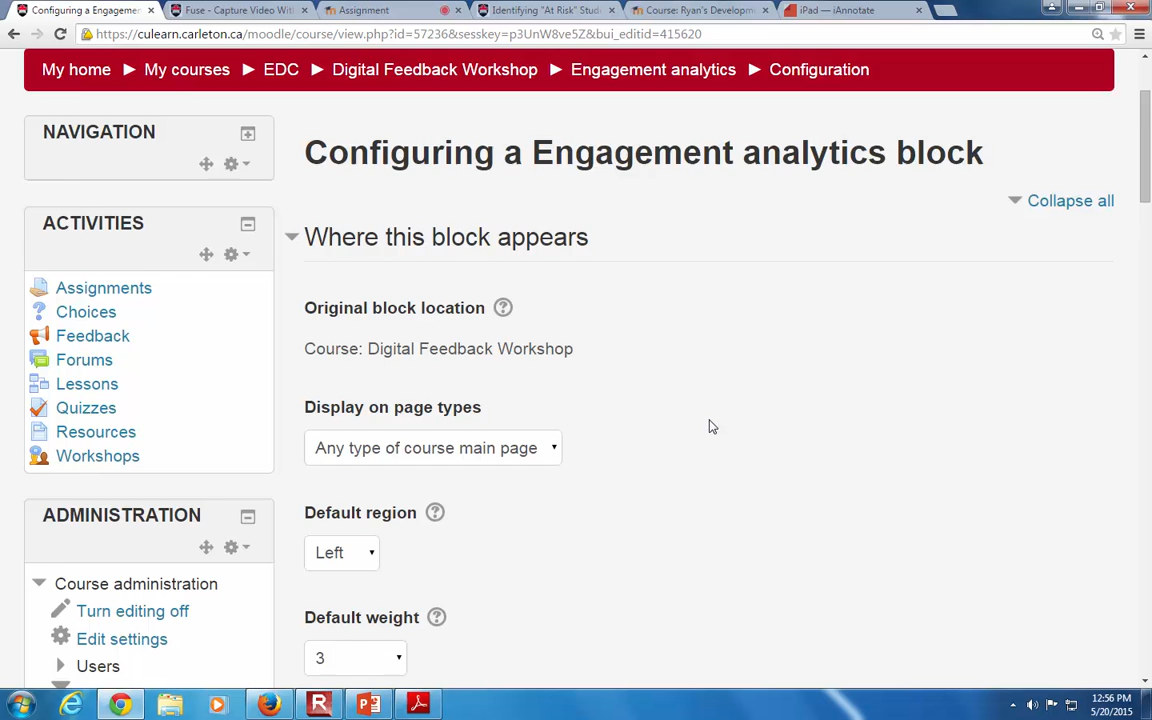 Configuring a Engagemen
Fuse - Capture Video With
Assignment
Identifying "At Risk" Stud
Course: Ryan's Developm
iPad — iAnnotate
https://culearn.carleton.ca/moodle/course/view.php?id=57236&sesskey=p3UnW8ve5Z&bui_editid=415620
My home ▶ My courses ▶ EDC ▶ Digital Feedback Workshop ▶ Engagement analytics ▶ Configuration
NAVIGATION
Configuring a Engagement analytics block
Collapse all
ACTIVITIES
Assignments
Choices
Feedback
Forums
Lessons
Quizzes
Resources
Workshops
Where this block appears
Original block location
Course: Digital Feedback Workshop
Display on page types
Any type of course main page
Default region
Left
Default weight
3
ADMINISTRATION
Course administration
Turn editing off
Edit settings
Users
12:56 PM
5/20/2015